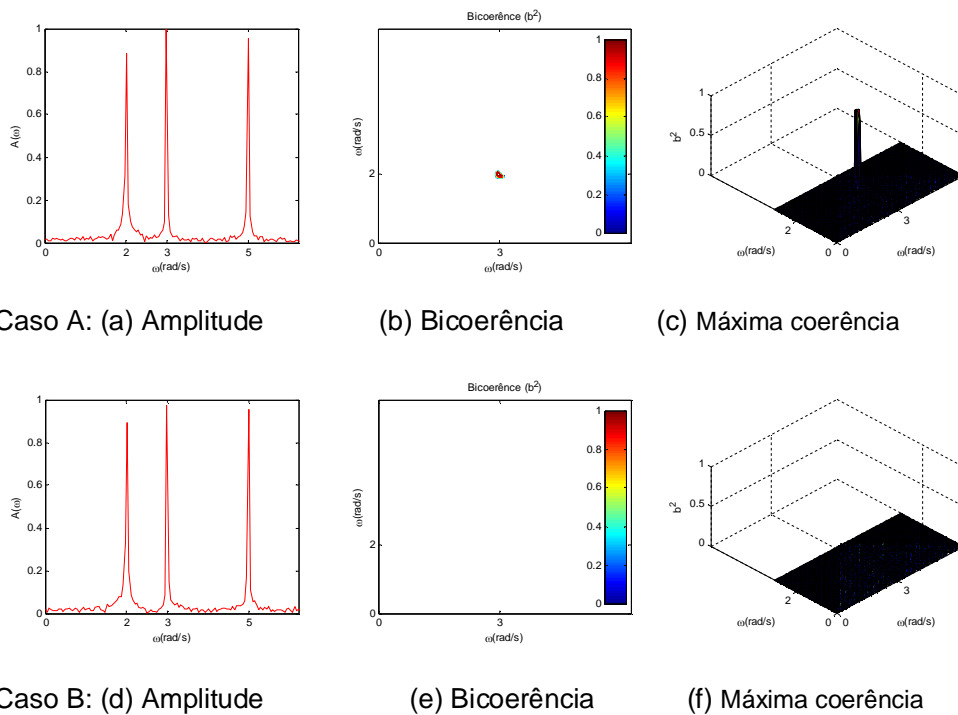 Bicoerênce (b²)
1
0.8
0.6
0.4
0.2
0
A(ω)
0 2 3 5
ω(rad/s)
ω(rad/s)
2
0
3
ω(rad/s)
1
0.8
0.6
0.4
0.2
0
b²
1
0.5
0
2
0
0
3
ω(rad/s)
ω(rad/s)
Caso A: (a) Amplitude
(b) Bicoerência
(c) Máxima coerência
Bicoerênce (b²)
1
0.8
0.6
0.4
0.2
0
A(ω)
0 2 3 5
ω(rad/s)
ω(rad/s)
2
0
3
ω(rad/s)
1
0.8
0.6
0.4
0.2
0
b²
1
0.5
0
2
0
0
3
ω(rad/s)
ω(rad/s)
Caso B: (d) Amplitude
(e) Bicoerência
(f) Máxima coerência